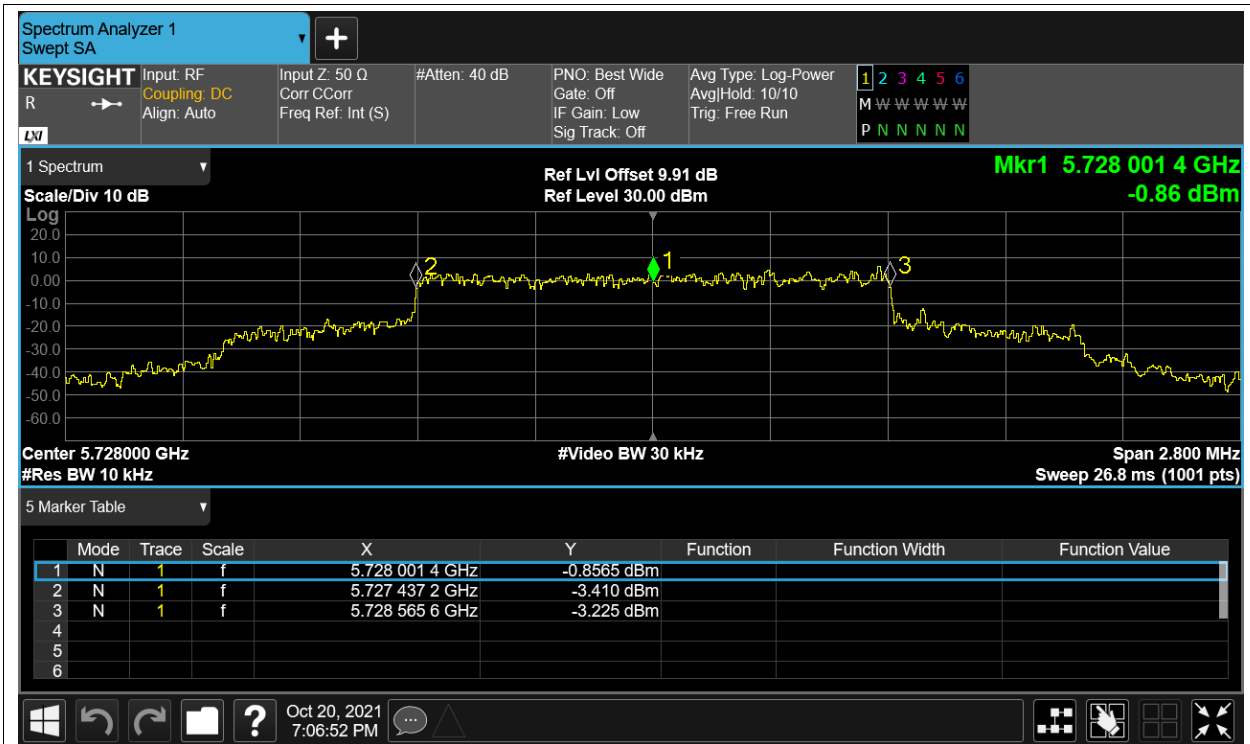 Spectrum Analyzer 1
Swept SA
KEYSIGHT
R
LXI
Input: RF
Coupling: DC
Align: Auto
Input Z: 50 Ω
Corr CCorr
Freq Ref: Int (S)
#Atten: 40 dB
PNO: Best Wide
Gate: Off
IF Gain: Low
Sig Track: Off
Avg Type: Log-Power
Avg|Hold: 10/10
Trig: Free Run
1 2 3 4 5 6
M W W W W W
P N N N N N
1 Spectrum
Scale/Div 10 dB
Ref Lvl Offset 9.91 dB
Ref Level 30.00 dBm
Mkr1 5.728 001 4 GHz
-0.86 dBm
Log
20.0
10.0
0.00
-10.0
-20.0
-30.0
-40.0
-50.0
-60.0
2
1
3
Center 5.728000 GHz
#Video BW 30 kHz
Span 2.800 MHz
#Res BW 10 kHz
Sweep 26.8 ms (1001 pts)
5 Marker Table
Mode Trace Scale X Y Function Function Width Function Value
1 N 1 f 5.728 001 4 GHz -0.8565 dBm
2 N 1 f 5.727 437 2 GHz -3.410 dBm
3 N 1 f 5.728 565 6 GHz -3.225 dBm
4
5
6
?
Oct 20, 2021
7:06:52 PM